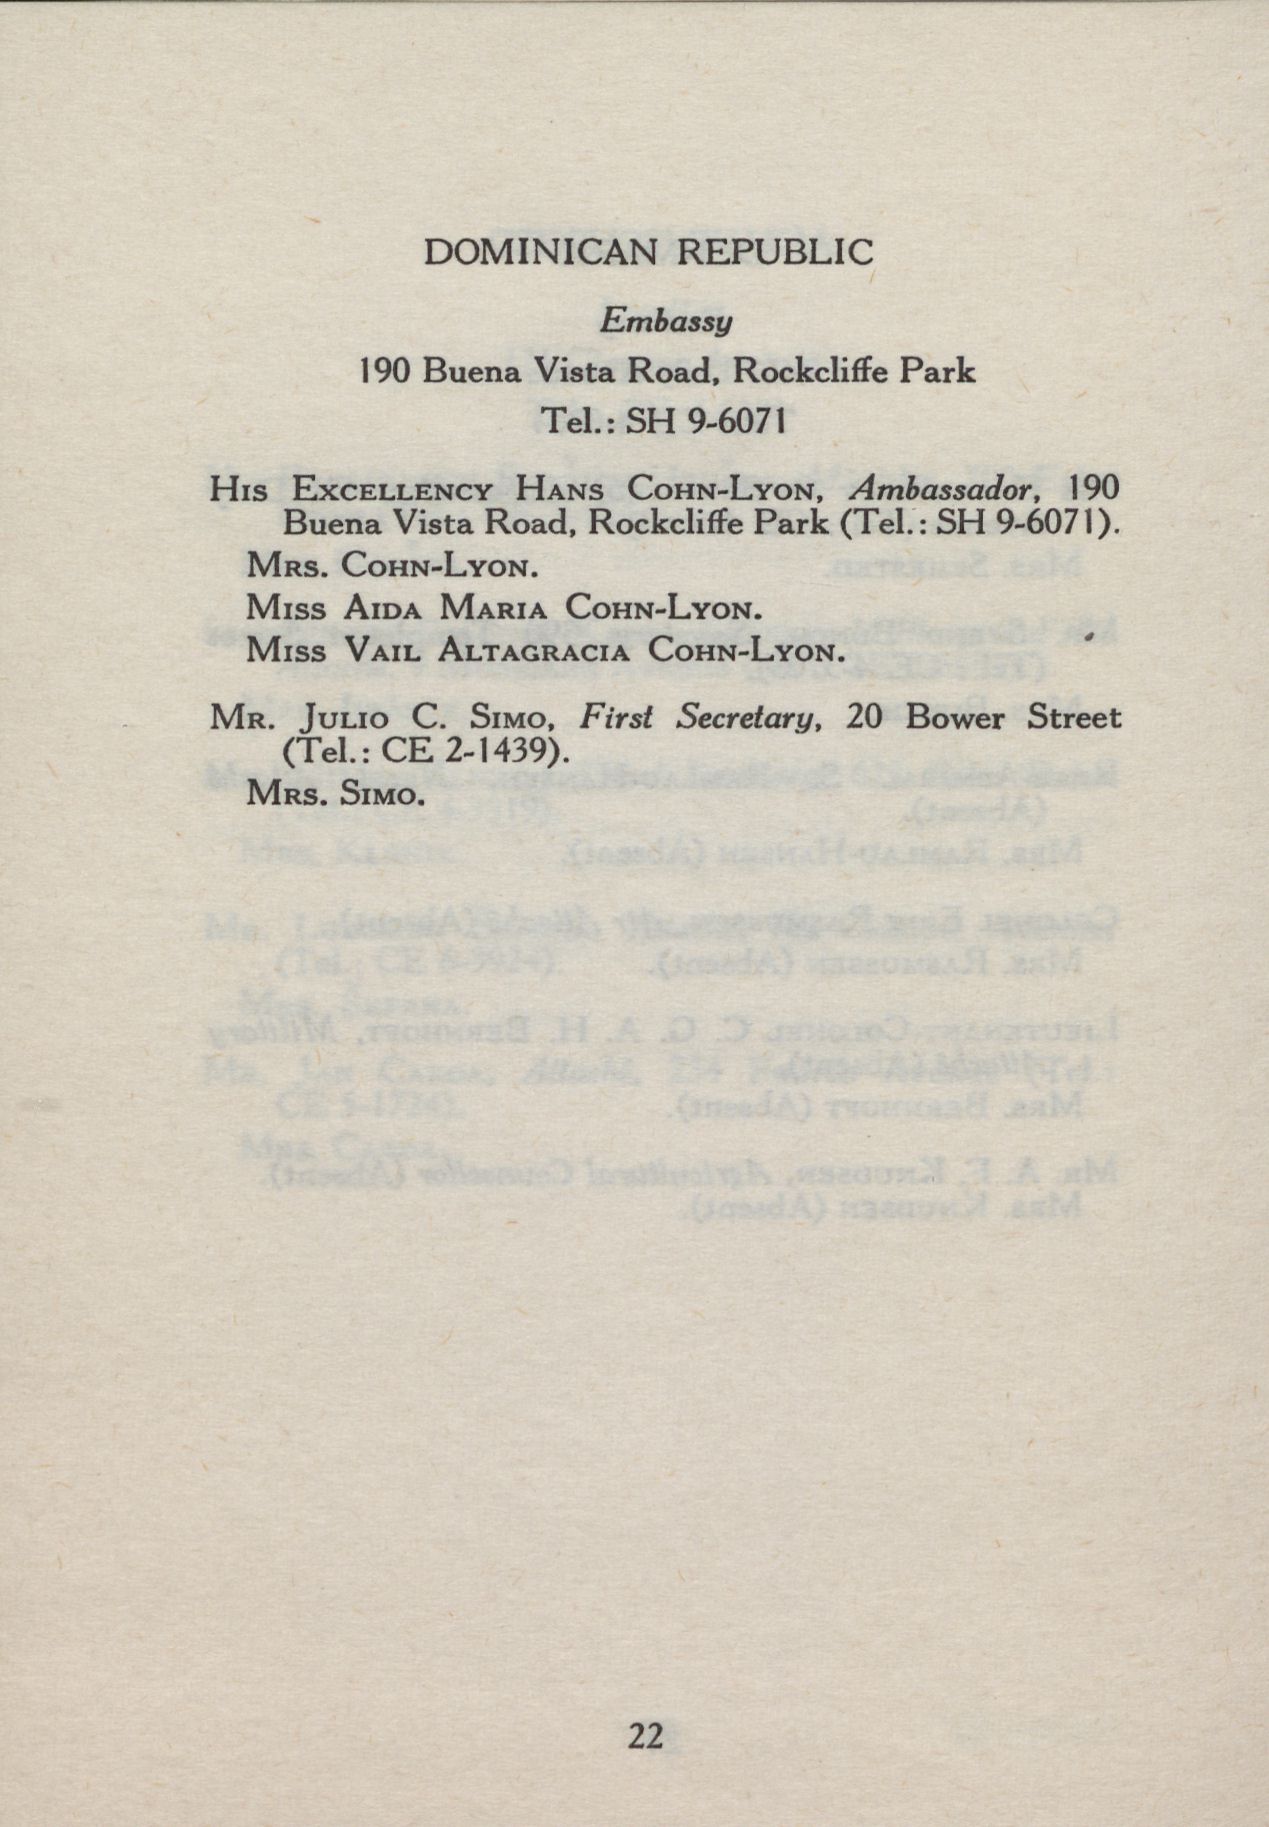 DOMINICAN REPUBLIC
Embassy
190 Buena Vista Road, Rockcliffe Park
Tel.: SH 9-6071
His Excellency Hans Cohn-Lyon, Ambassador, 190
Buena Vista Road, Rockcliffe Park (Tel.: SH 9-6071).
Mrs. Cohn-Lyon.
Miss Aida Maria Cohn-Lyon.
Miss Vail Altagracia Cohn-Lyon.
Mr. Julio C. Simo, First Secretary, 20 Bower Street
(Tel.: CE 2-1439).
Mrs. Simo.
22